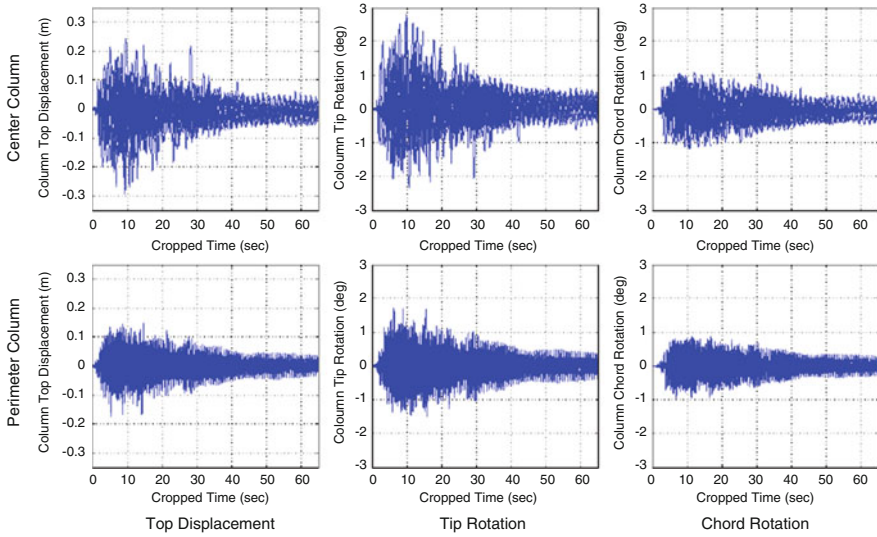 Center Column
Column Top Displacement (m)
0.3
0.2
0.1
0
-0.1
-0.2
-0.3
0 10 20 30 40 50 60
Cropped Time (sec)
Coloumn Tip Rotation (deg)
3
2
1
0
-1
-2
-3
0 10 20 30 40 50 60
Cropped Time (sec)
Column Chord Rotation (deg)
3
2
1
0
-1
-2
-3
0 10 20 30 40 50 60
Cropped Time (sec)
Perimeter Column
Column Top Displacement (m)
0.3
0.2
0.1
0
-0.1
-0.2
-0.3
0 10 20 30 40 50 60
Cropped Time (sec)
Top Displacement
Coloumn Tip Rotation (deg)
3
2
1
0
-1
-2
-3
0 10 20 30 40 50 60
Cropped Time (sec)
Tip Rotation
Column Chord Rotation (deg)
3
2
1
0
-1
-2
-3
0 10 20 30 40 50 60
Cropped Time (sec)
Chord Rotation